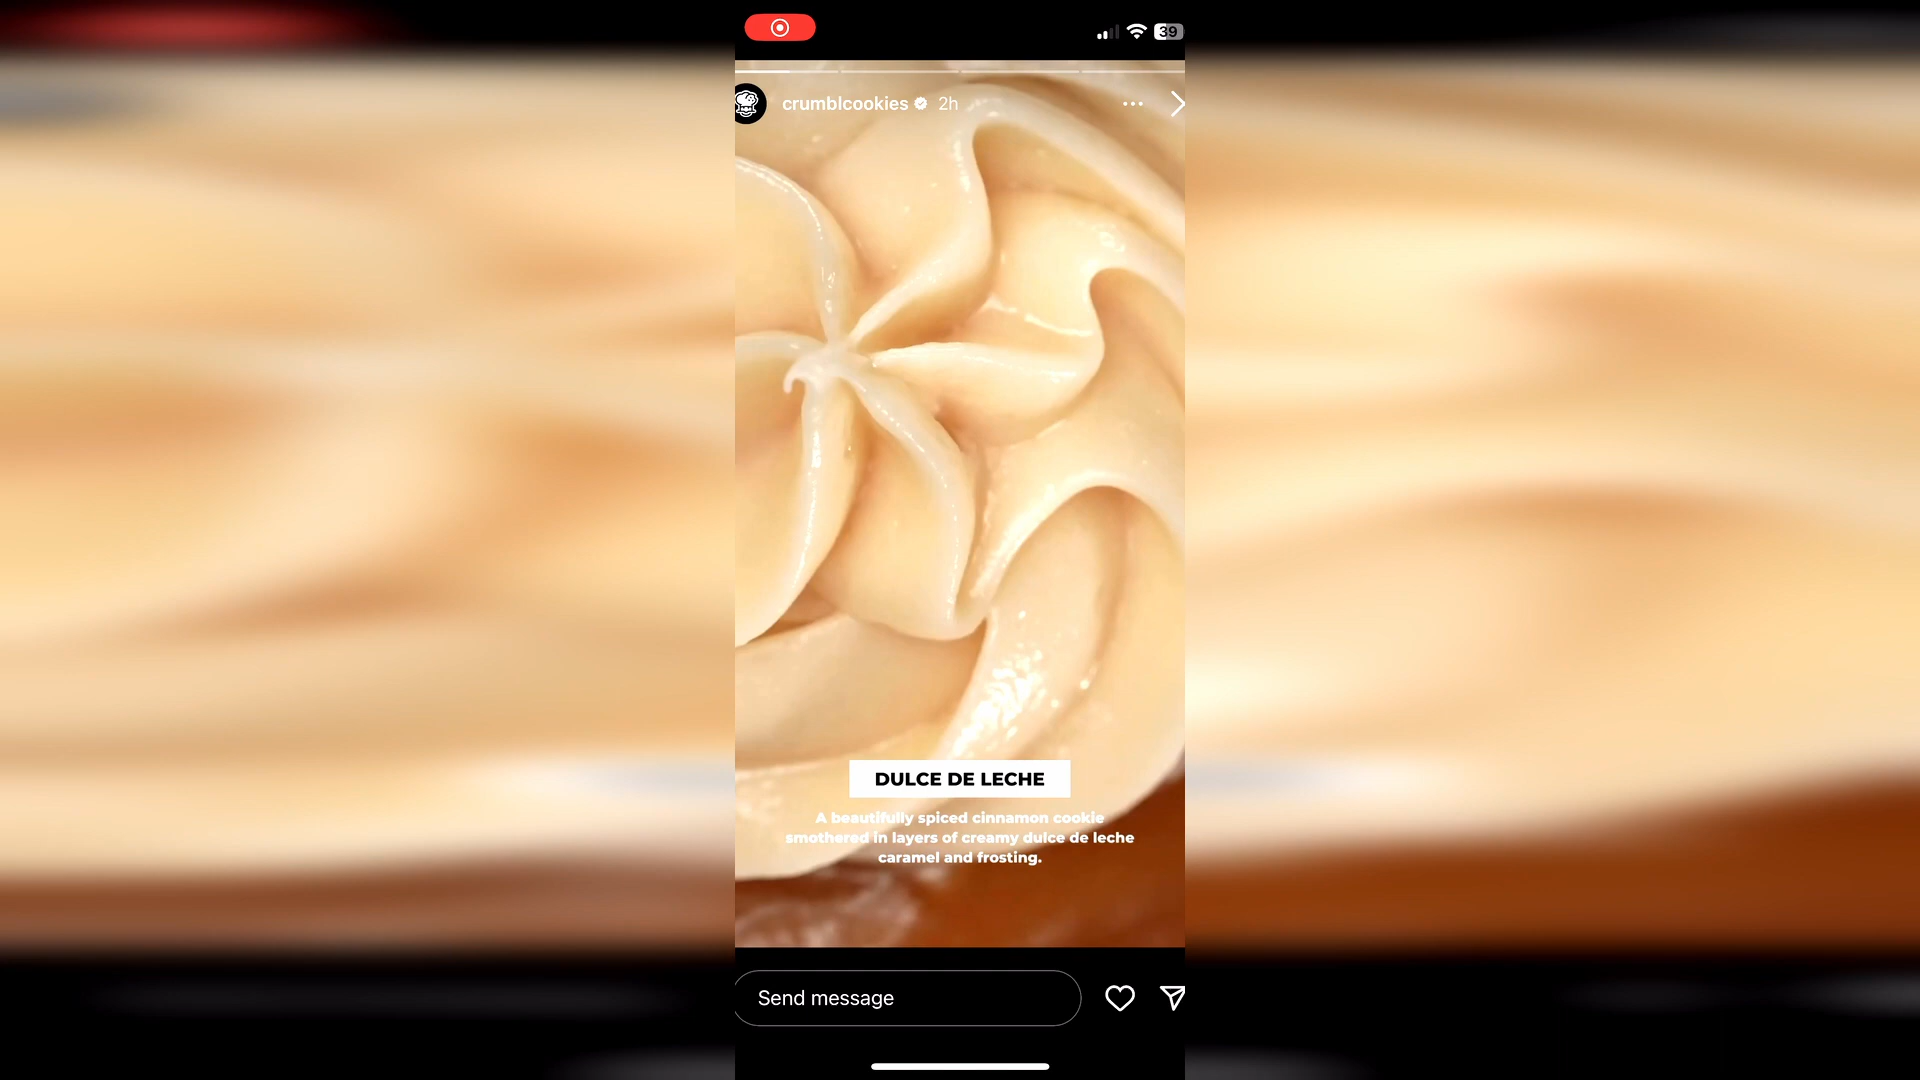 39
crumblcookies 2h
DULCE DE LECHE
A beautifully spiced cinnamon cookie
smothered in layers of creamy dulce de leche
caramel and frosting.
Send message